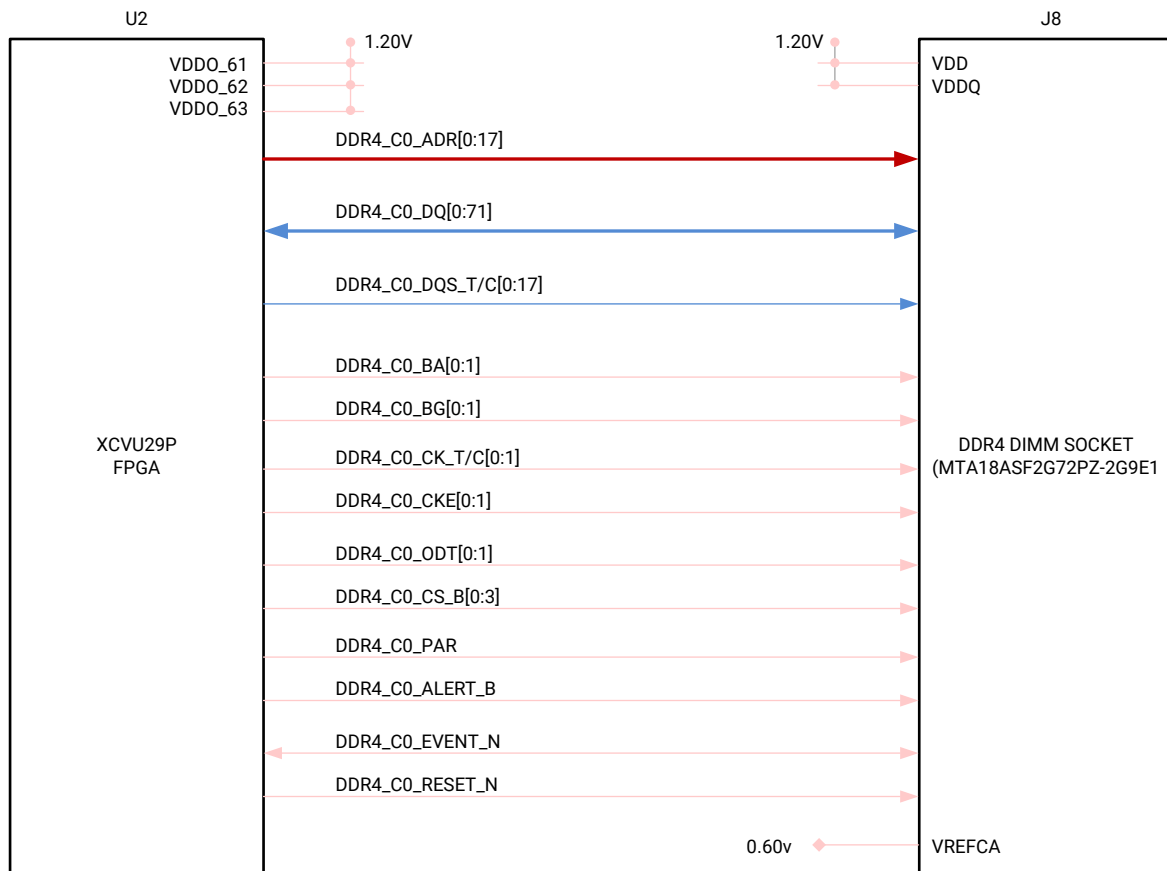 U2
J8
1.20V
1.20V
VDDO_61
VDD
VDDO_62
VDDQ
VDDO_63
DDR4_C0_ADR[0:17]
DDR4_C0_DQ[0:71]
DDR4_C0_DQS_T/C[0:17]
DDR4_C0_BA[0:1]
DDR4_C0_BG[0:1]
XCVU29P
FPGA
DDR4 DIMM SOCKET
(MTA18ASF2G72PZ-2G9E1
DDR4_C0_CK_T/C[0:1]
DDR4_C0_CKE[0:1]
DDR4_C0_ODT[0:1]
DDR4_C0_CS_B[0:3]
DDR4_C0_PAR
DDR4_C0_ALERT_B
DDR4_C0_EVENT_N
DDR4_C0_RESET_N
0.60v
VREFCA